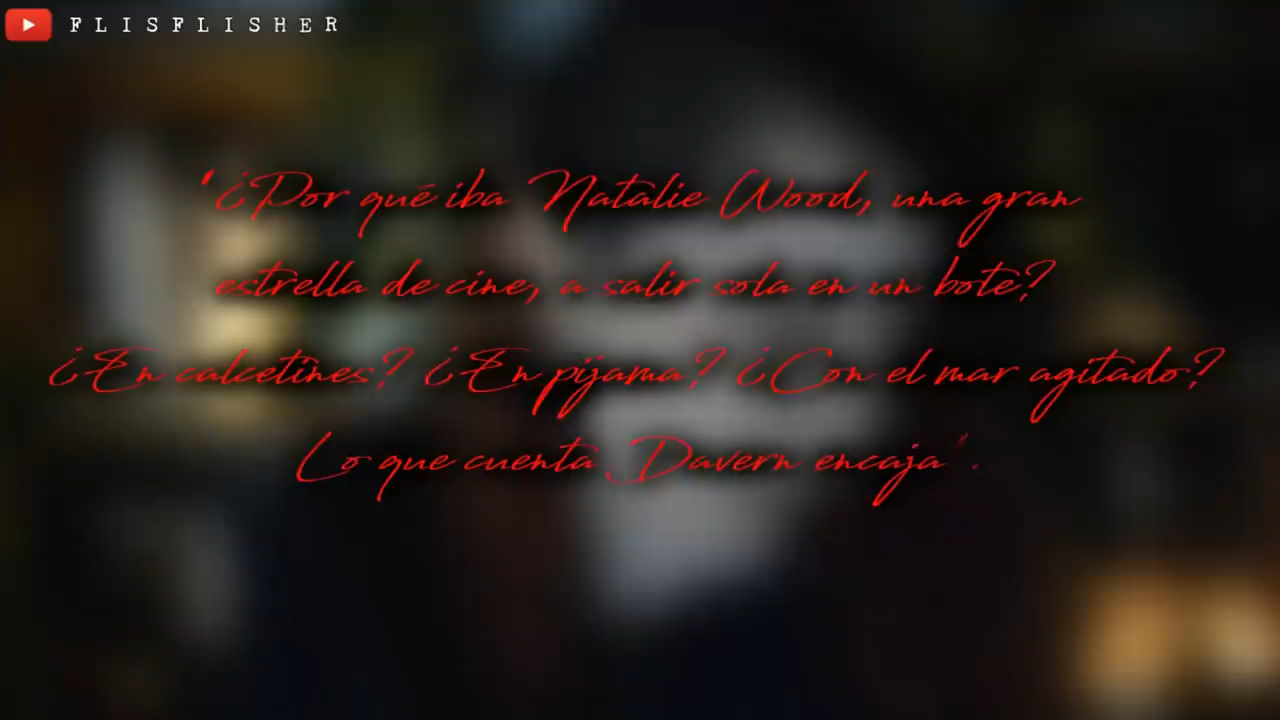 FLISFLISHER
"¿Por qué iba Natalie Wood, una gran
estrella de cine, a salir sola en un bote?
¿En calcetines? ¿En pijama? ¿Con el mar agitado?
Lo que cuenta Davern encaja".